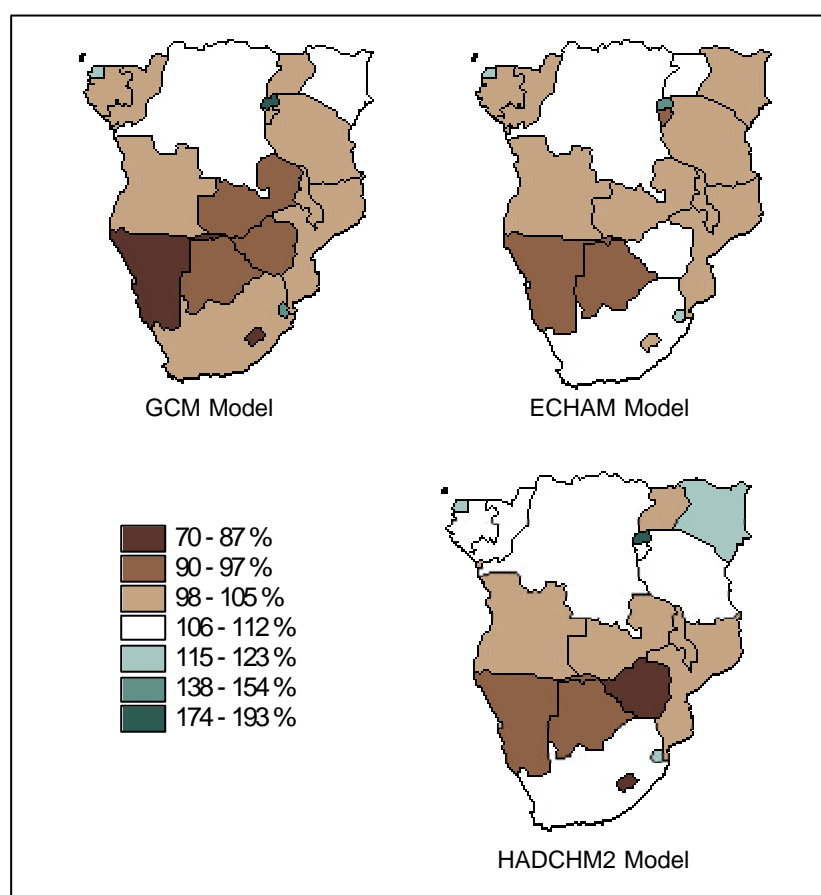 GCM Model
ECHAM Model
70 - 87 %
90 - 97 %
98 - 105 %
106 - 112 %
115 - 123 %
138 - 154 %
174 - 193 %
HADCHM2 Model